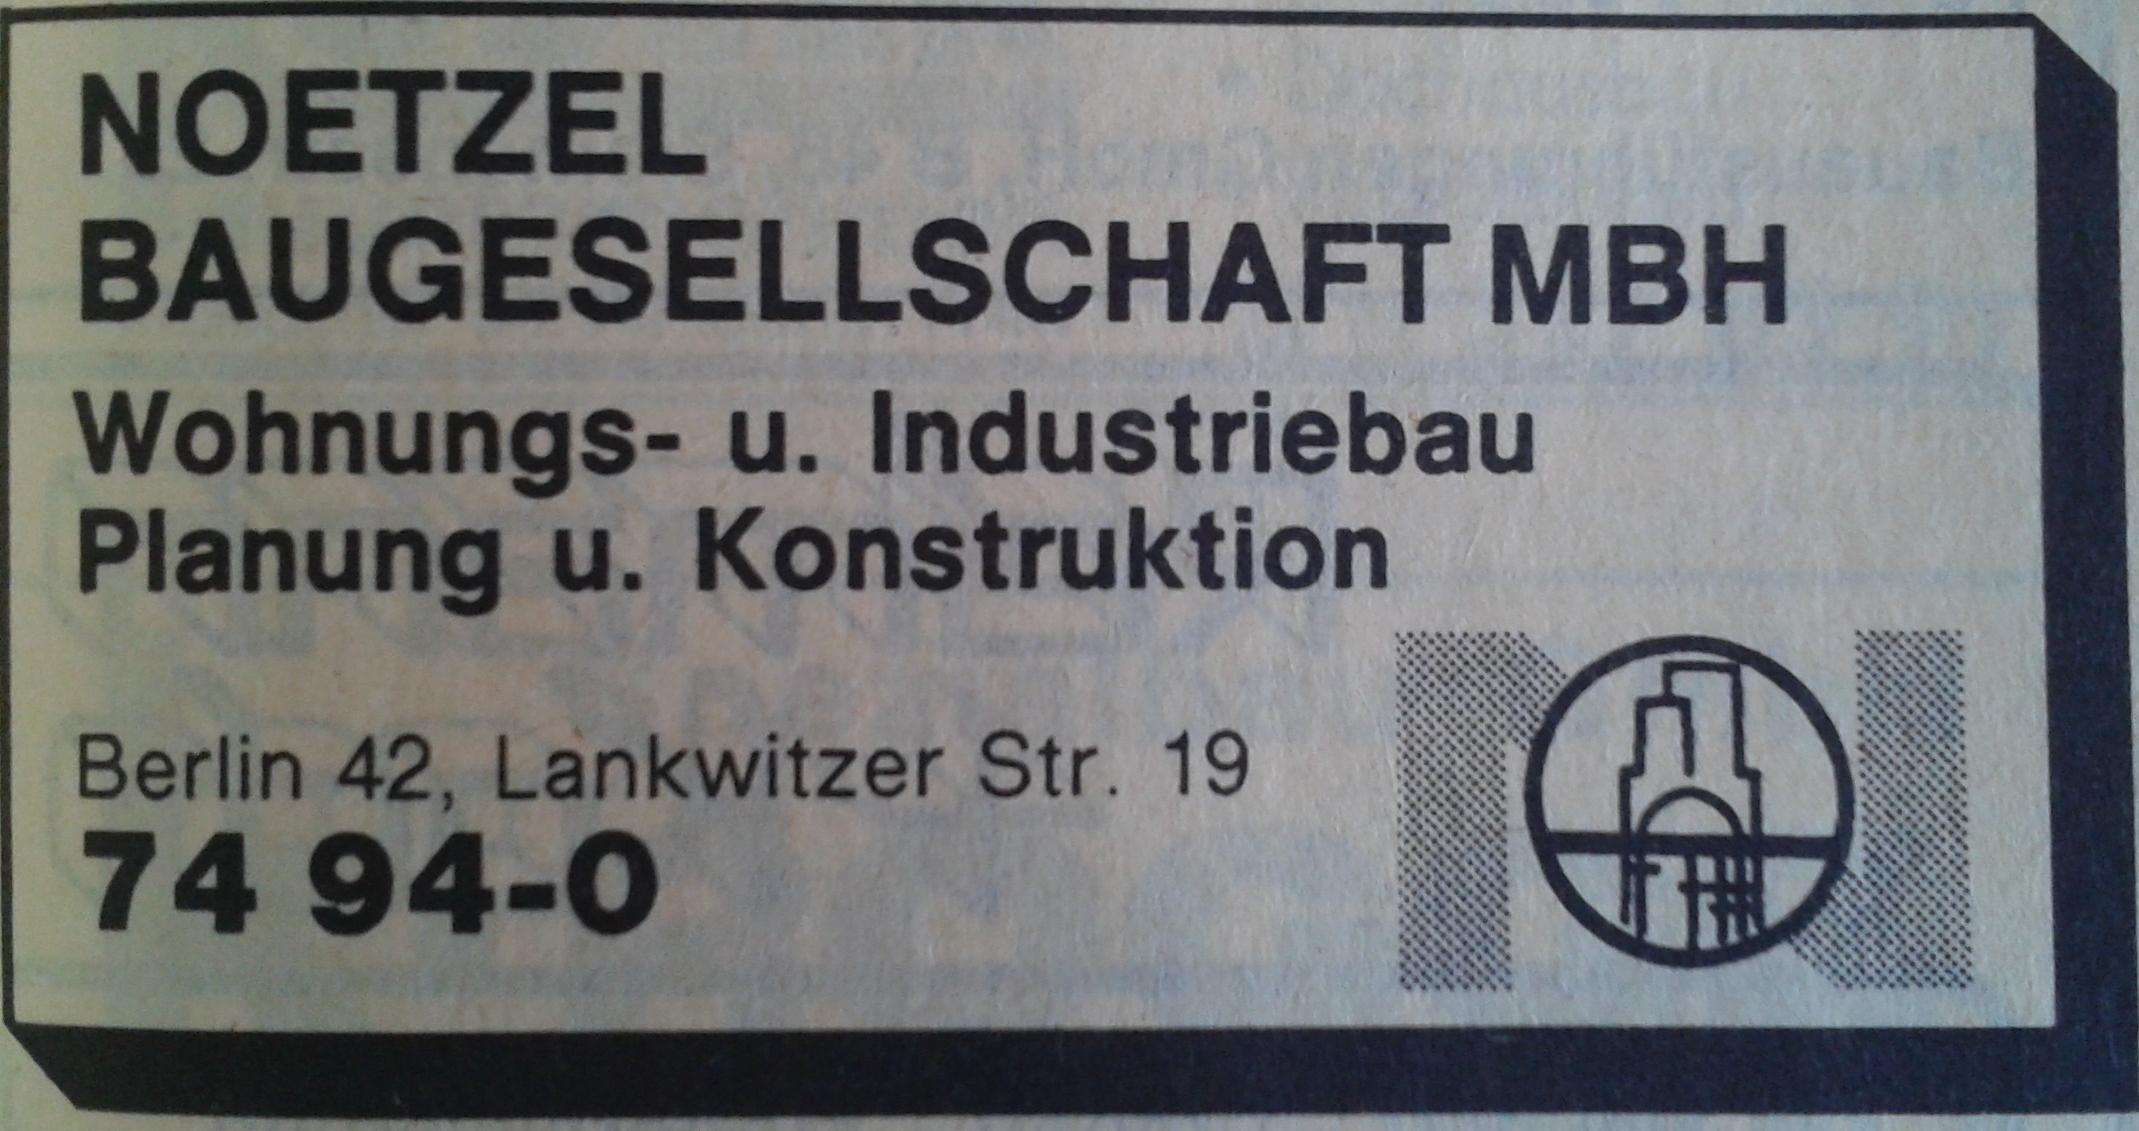 NOETZEL
BAUGESELLSCHAFT MBH
Wohnungs- u. Industriebau
Planung u. Konstruktion
Berlin 42, Lankwitzer Str. 19
74 94-0
N